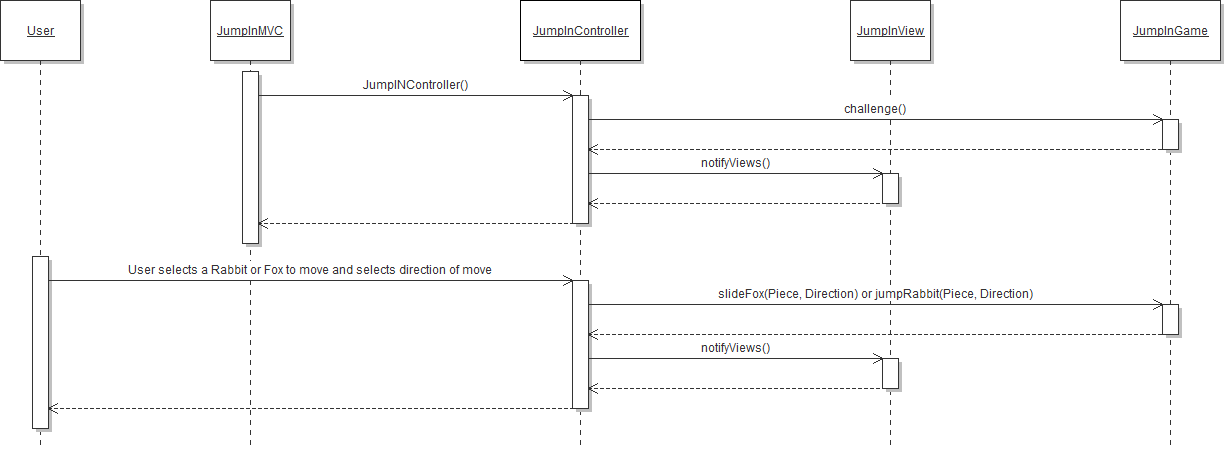 User
JumpInMVC
JumpInController
JumpInView
JumpInGame
JumpINController()
challenge()
notifyViews()
User selects a Rabbit or Fox to move and selects direction of move
slideFox(Piece, Direction) or jumpRabbit(Piece, Direction)
notifyViews()